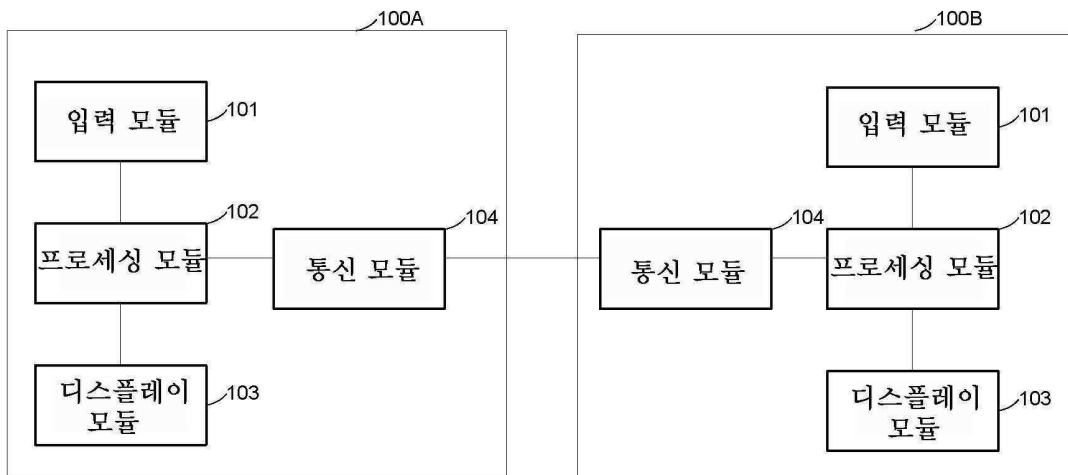 100A
입력 모듈
101
프로세싱 모듈
102
통신 모듈
104
디스플레이
모듈
103
100B
입력 모듈
101
통신 모듈
104
프로세싱 모듈
102
디스플레이
모듈
103